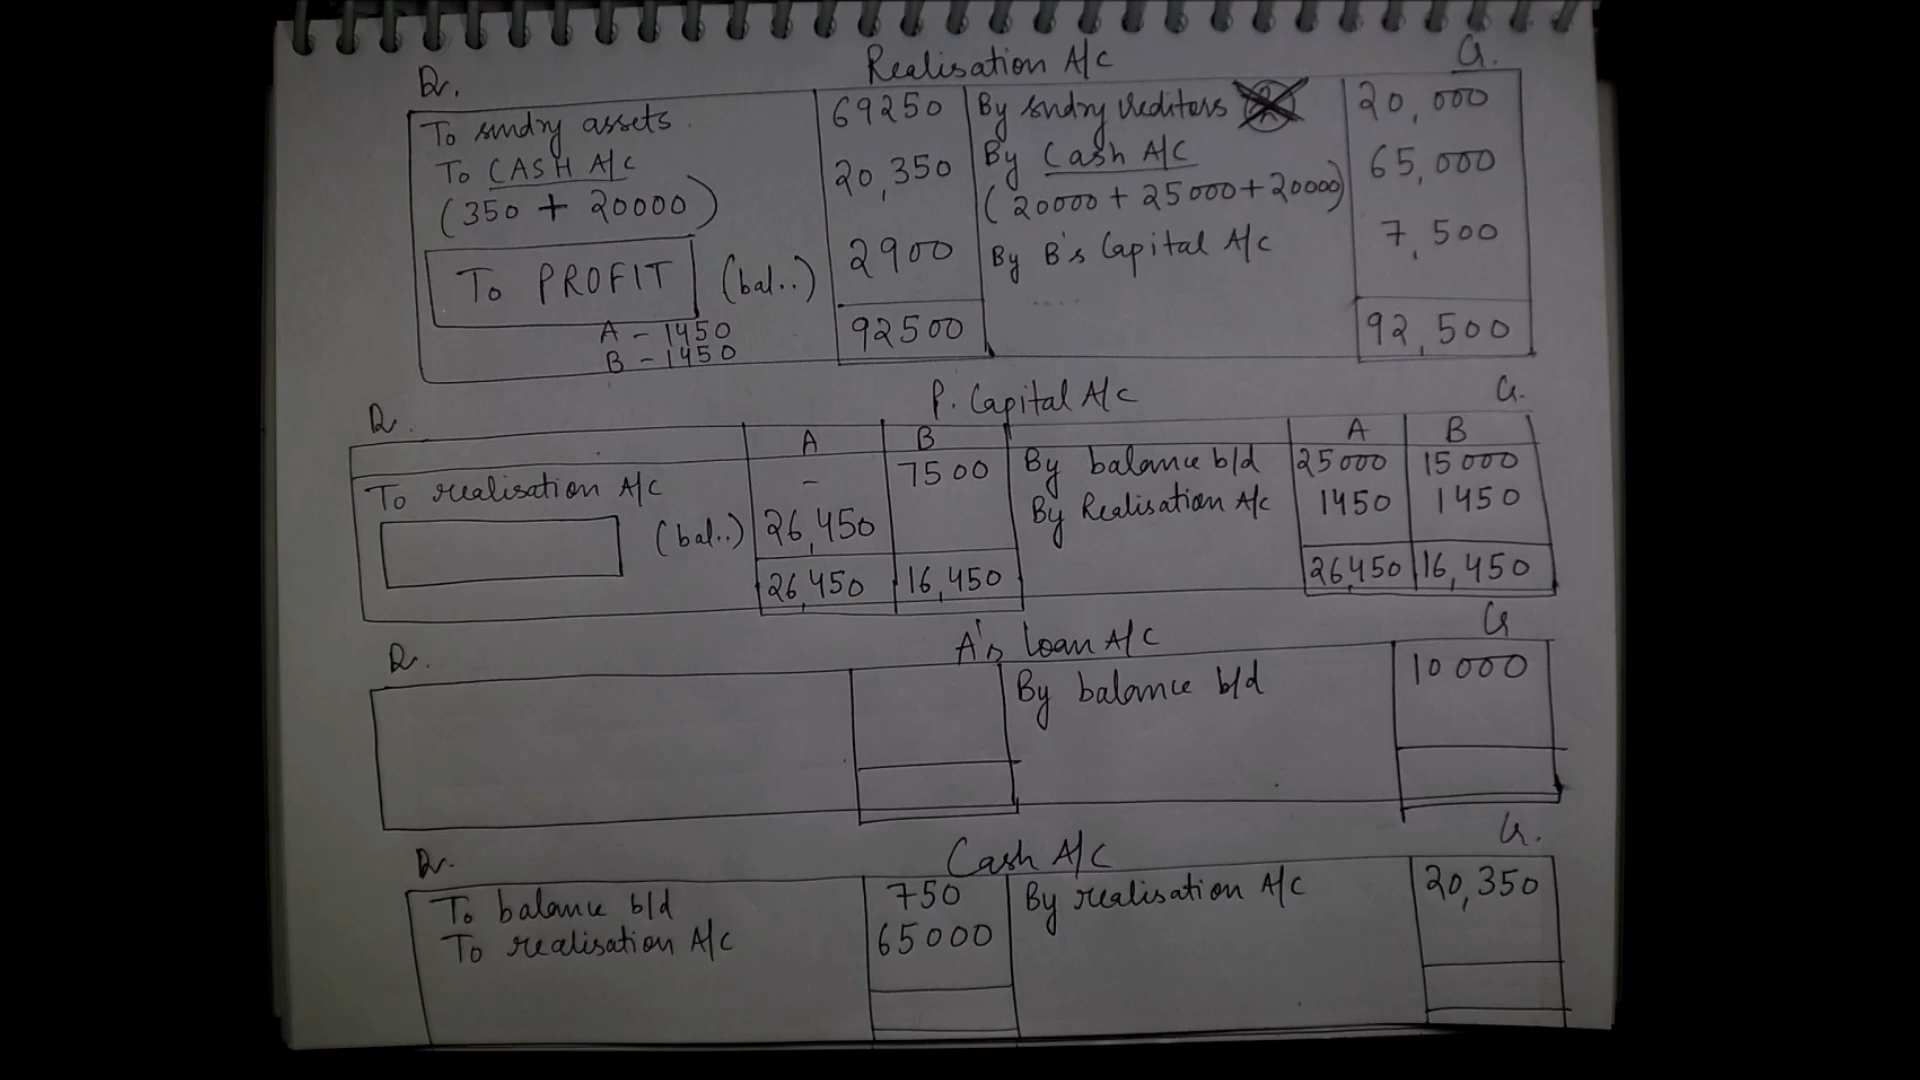 Realisation A/c
Dr. Cr.
To sundry assets. 69250 By sndry creditors 20,000
To CASH A/c 20,350 By Cash A/c 65,000
(350 + 20000) (20000 + 25000 + 20000)
To PROFIT (bal..) 2900 By B's Capital A/c 7,500
A - 1450 92500 92,500
B - 1450
P. Capital A/c
Dr. Cr.
A B A B
To realisation A/c - 7500 By balance b/d 25000 15000
(bal..) 26,450 By Realisation A/c 1450 1450
26,450 16,450 26,450 16,450
A's loan A/c
Dr. Cr
By balance b/d 10000
Cash A/c
Dr. Cr.
To balance b/d 750 By realisation A/c 20,350
To realisation A/c 65000